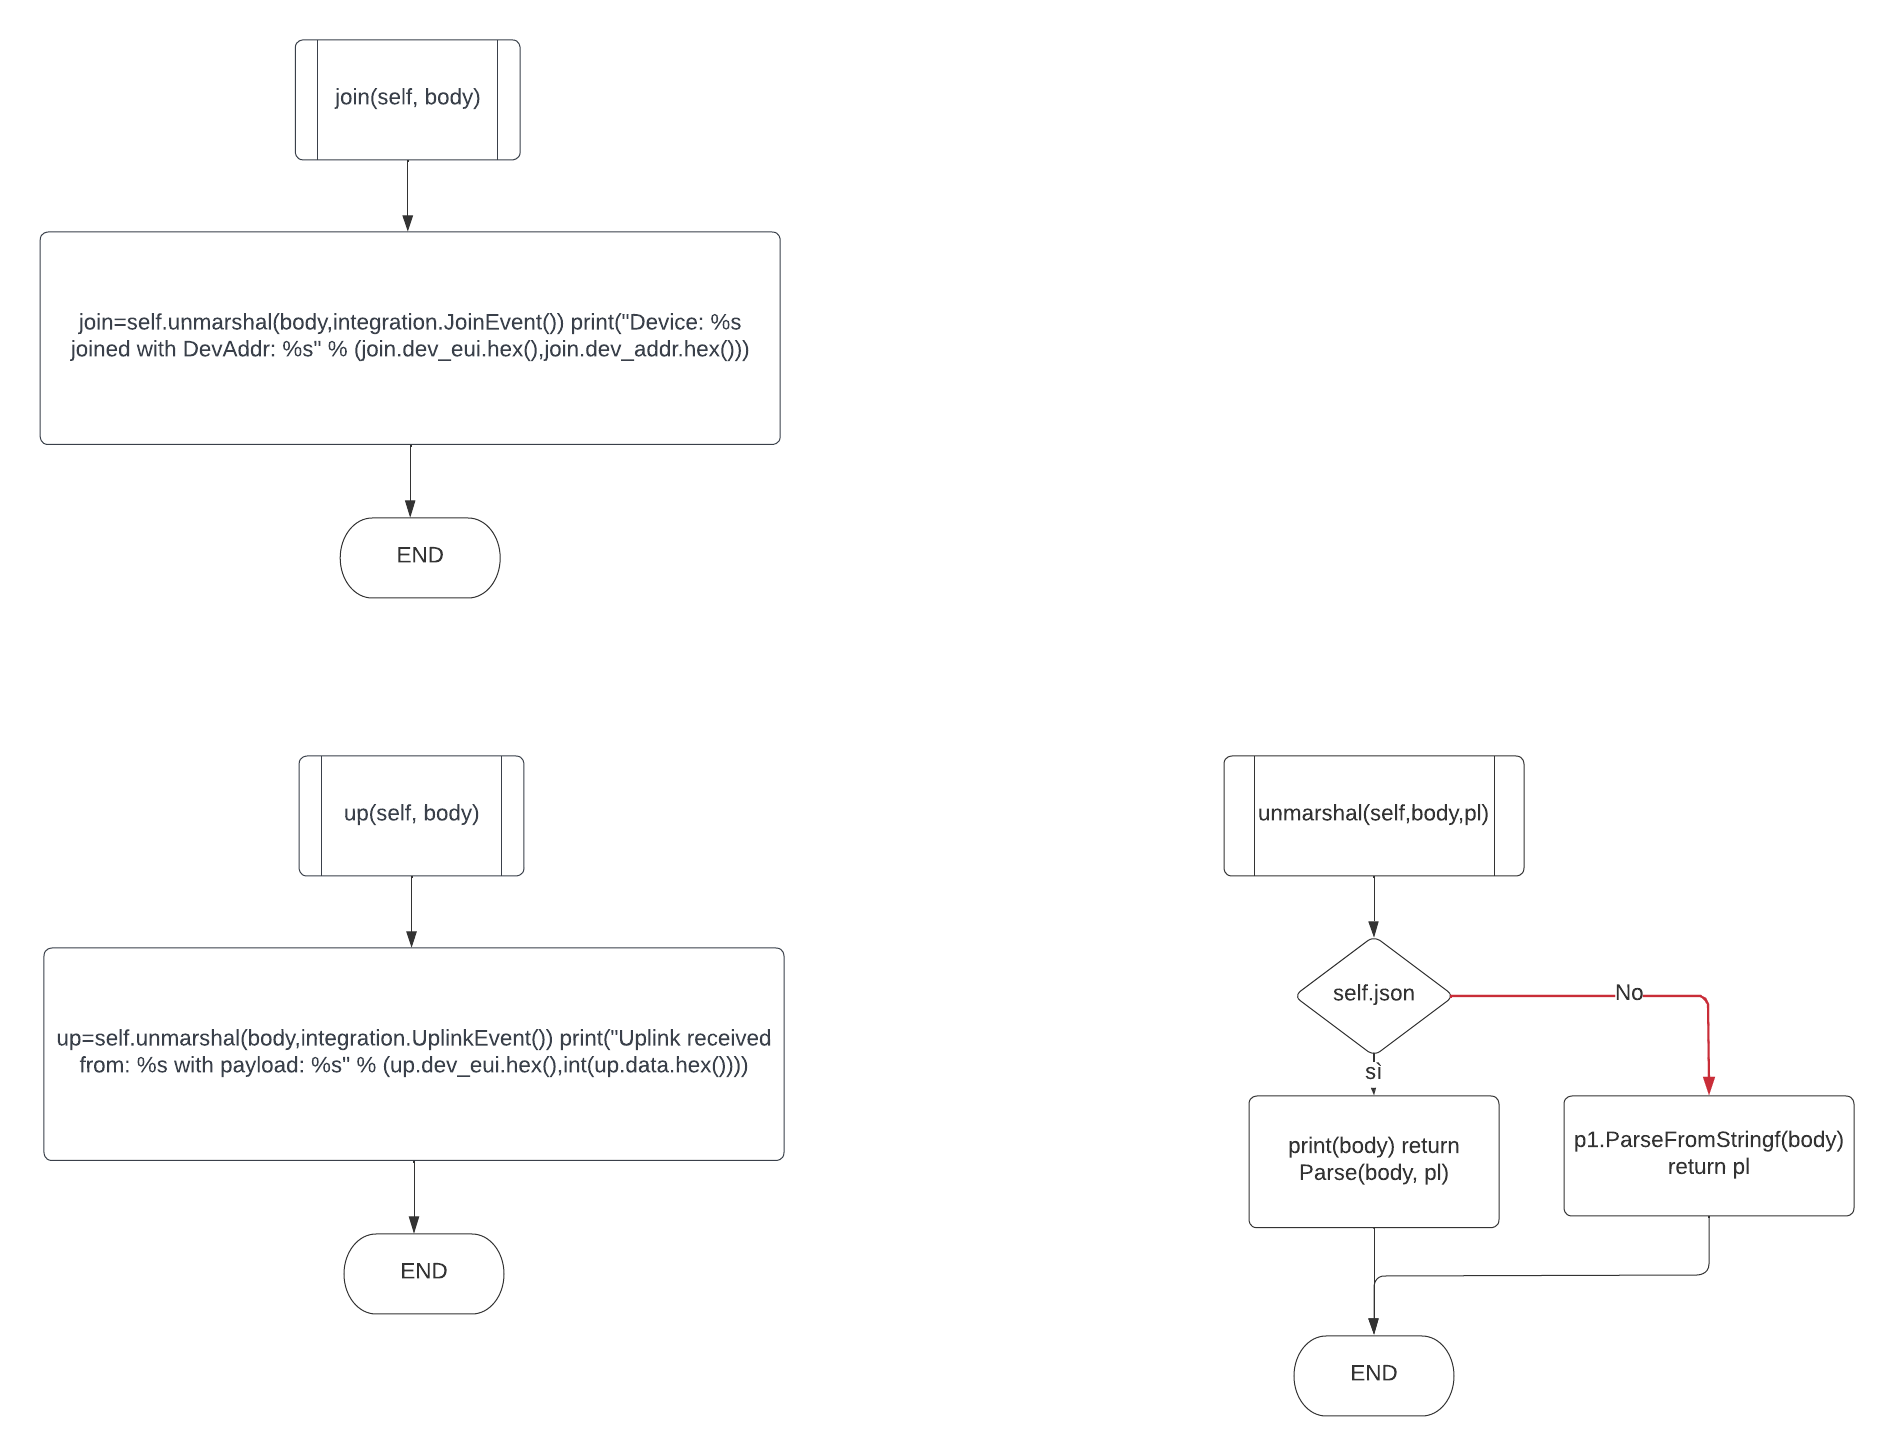 join(self, body)
join=self.unmarshal(body,integration.JoinEvent()) print("Device: %s
joined with DevAddr: %s" % (join.dev_eui.hex(),join.dev_addr.hex()))
END
up(self, body)
up=self.unmarshal(body,integration.UplinkEvent()) print("Uplink received
from: %s with payload: %s" % (up.dev_eui.hex(),int(up.data.hex())))
END
unmarshal(self,body,pl)
self.json
No
sì
print(body) return
Parse(body, pl)
p1.ParseFromStringf(body)
return pl
END